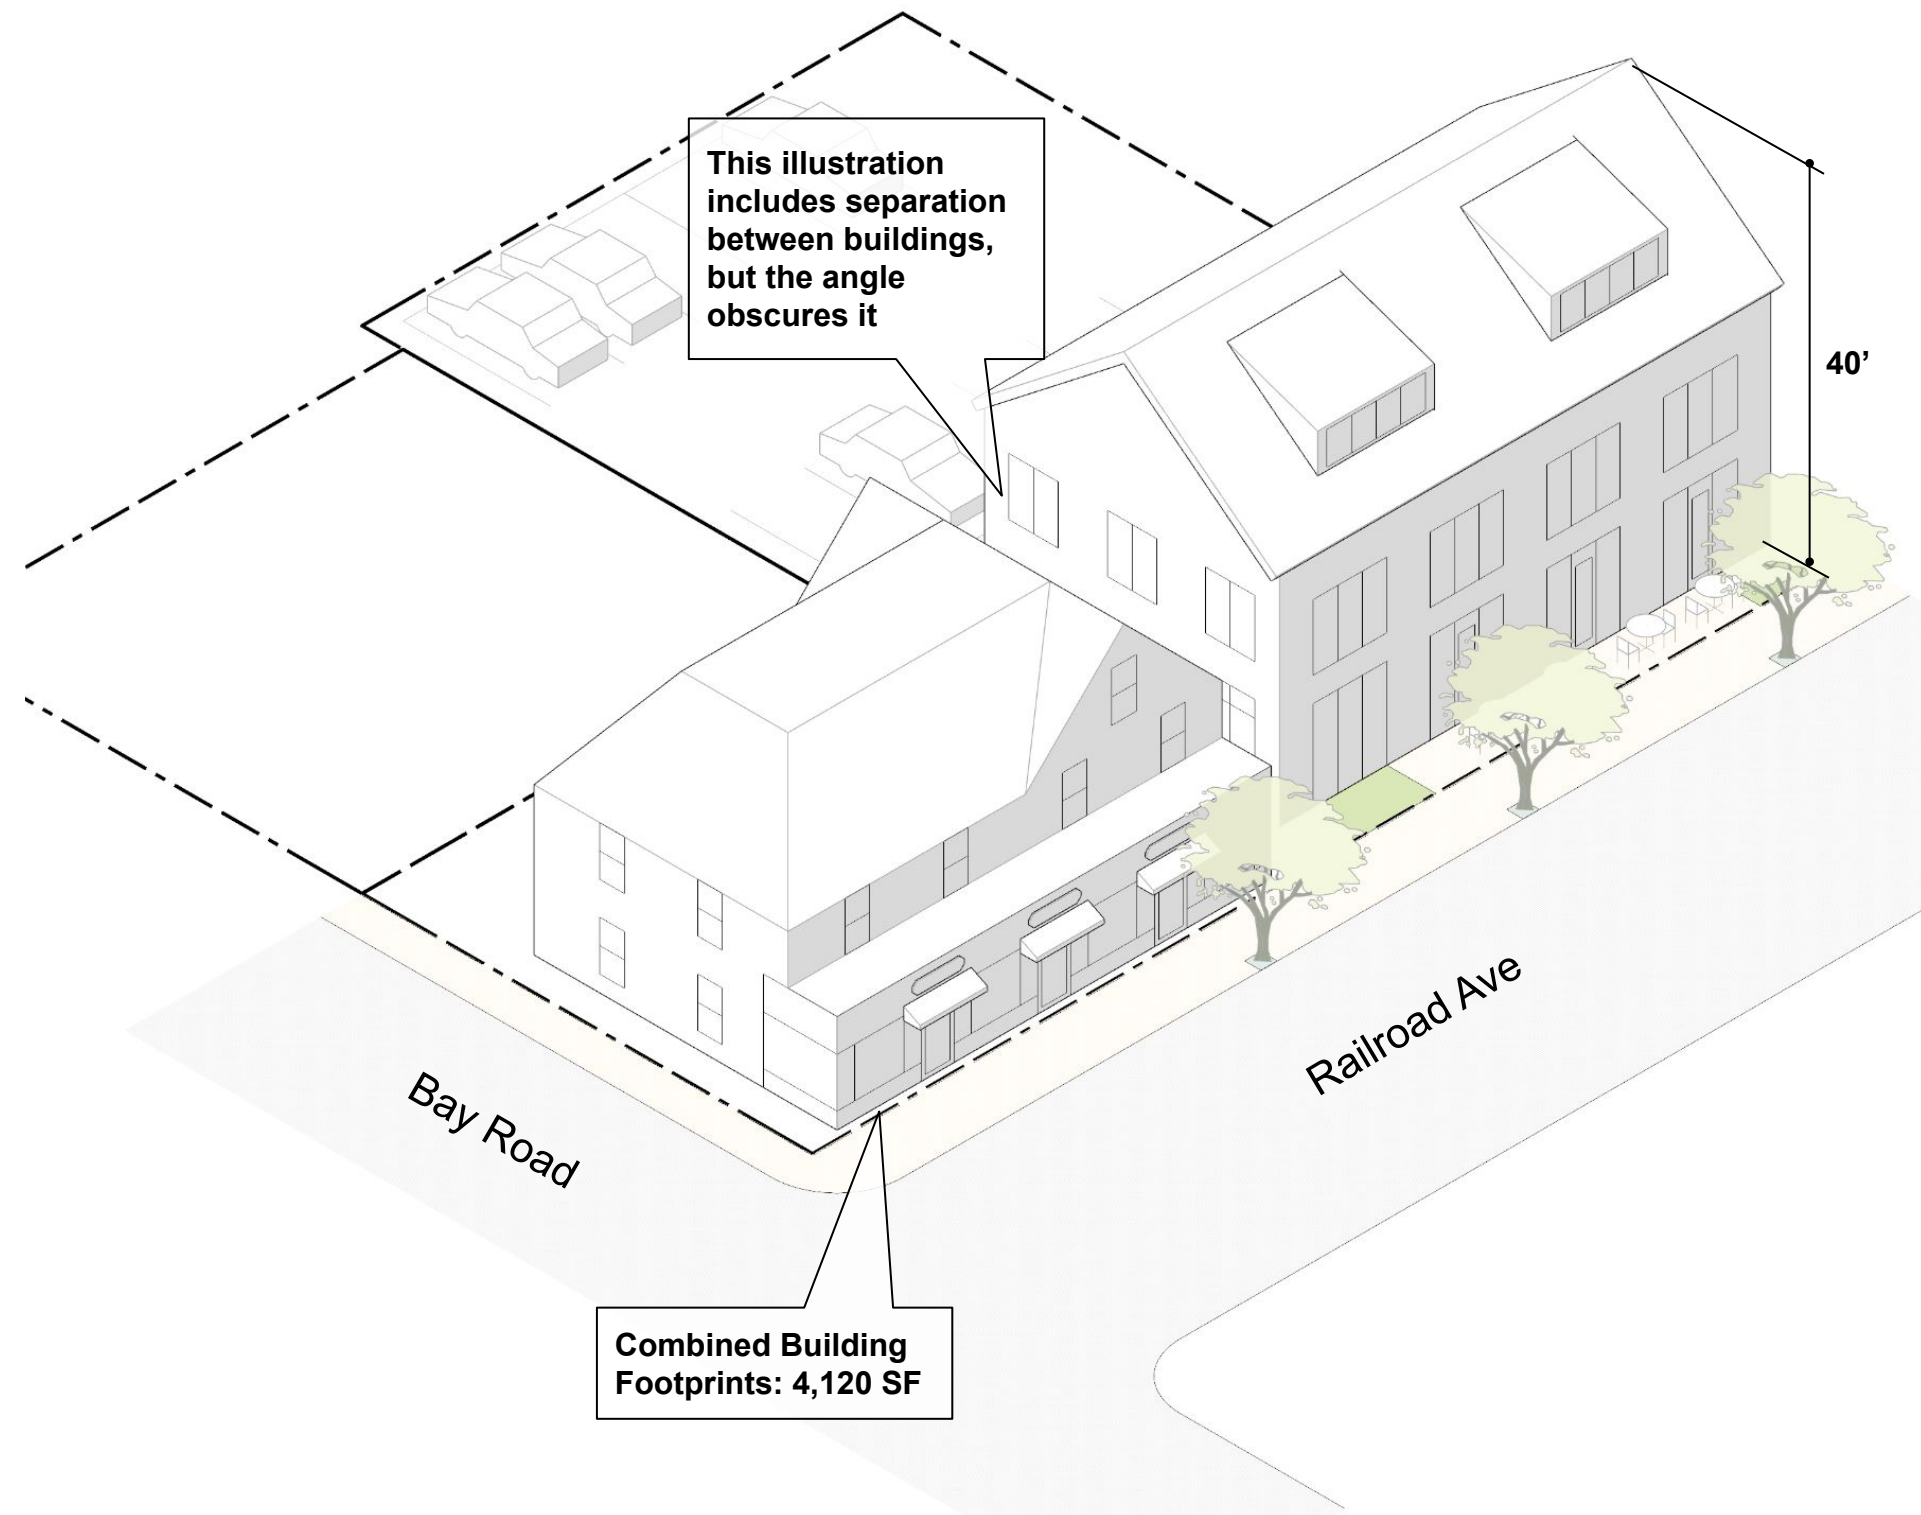 This illustration
includes separation
between buildings,
but the angle
obscures it
40’
Railroad Ave
Bay Road
Combined Building
Footprints: 4,120 SF